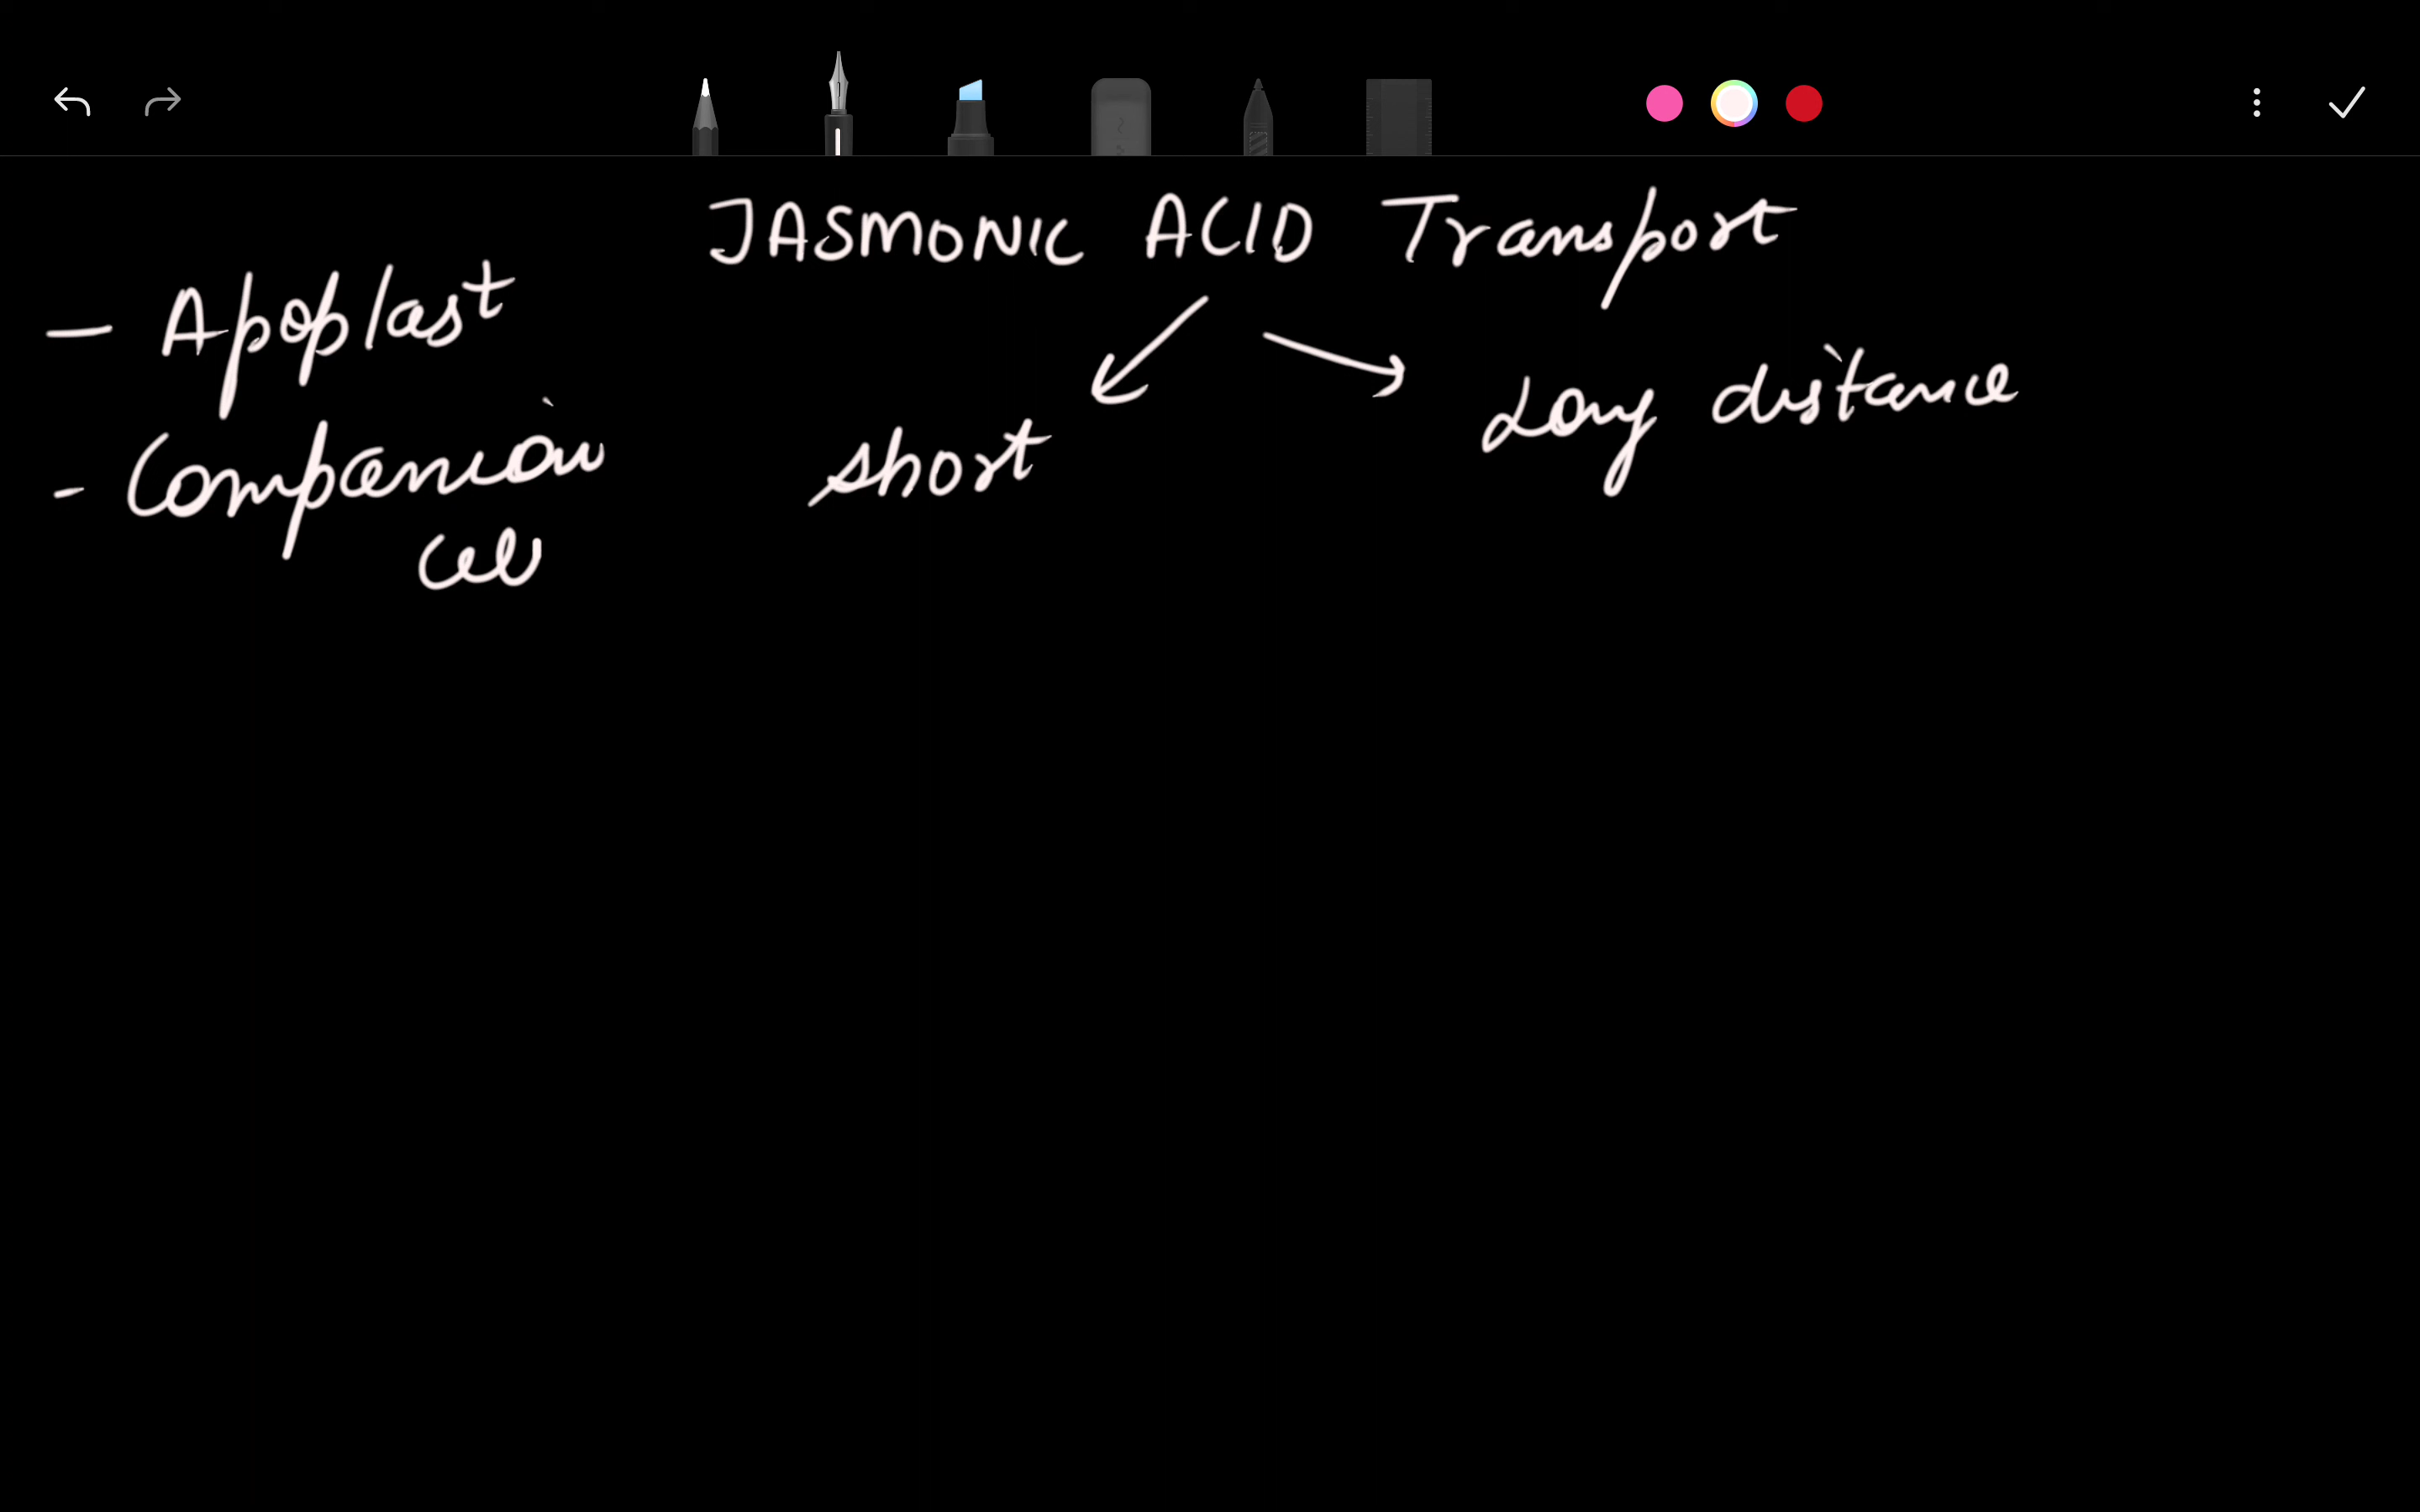 JASMONIC ACID Transport
- Apoplast
- Companion
cell
short
Long distance